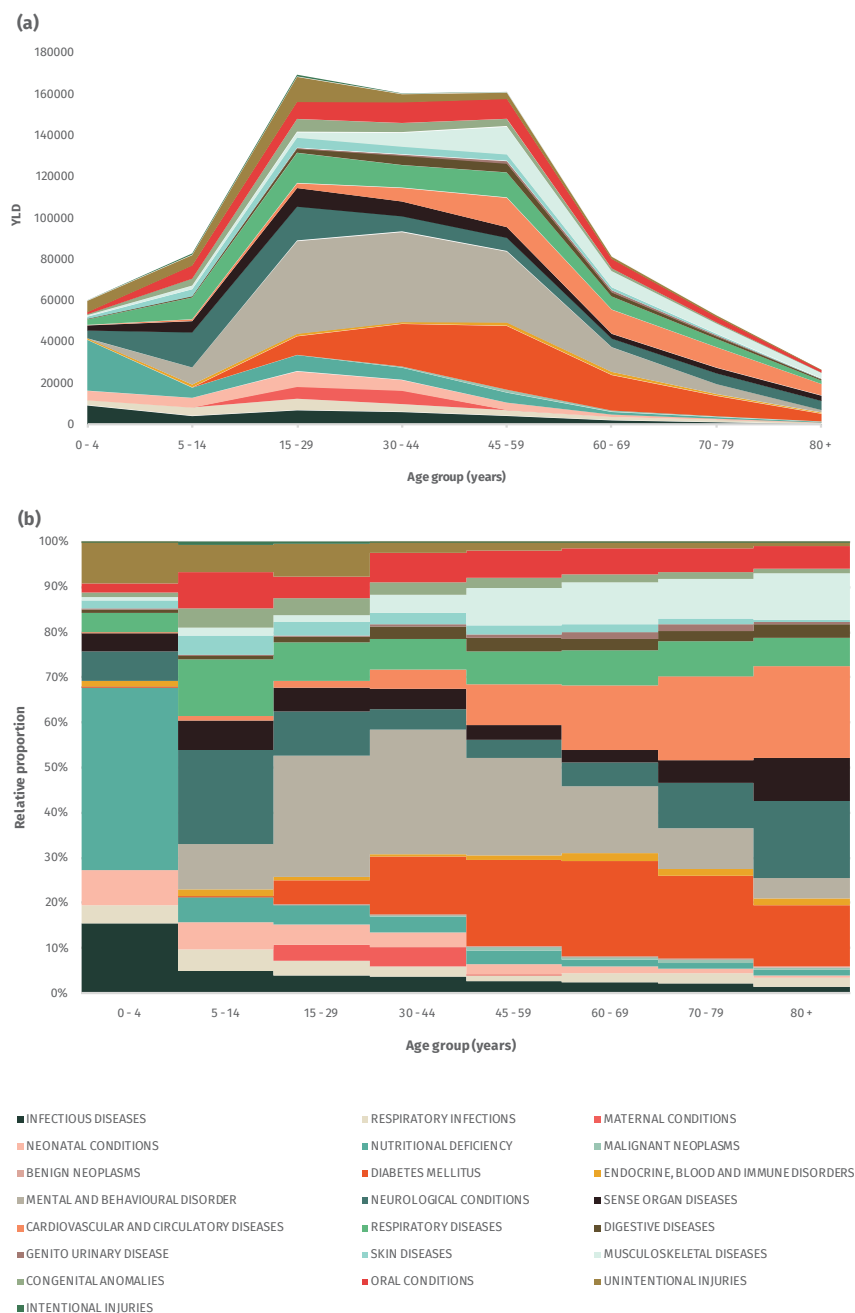 (a)
180000
160000
140000
120000
100000
80000
60000
40000
20000
0
YLD
0 - 4 5 - 14 15 - 29 30 - 44 45 - 59 60 - 69 70 - 79 80 +
Age group (years)
(b)
100%
90%
80%
70%
60%
50%
40%
30%
20%
10%
0%
Relative proportion
0 - 4 5 - 14 15 - 29 30 - 44 45 - 59 60 - 69 70 - 79 80 +
Age group (years)
INFECTIOUS DISEASES RESPIRATORY INFECTIONS MATERNAL CONDITIONS
NEONATAL CONDITIONS NUTRITIONAL DEFICIENCY MALIGNANT NEOPLASMS
BENIGN NEOPLASMS DIABETES MELLITUS ENDOCRINE, BLOOD AND IMMUNE DISORDERS
MENTAL AND BEHAVIOURAL DISORDER NEUROLOGICAL CONDITIONS SENSE ORGAN DISEASES
CARDIOVASCULAR AND CIRCULATORY DISEASES RESPIRATORY DISEASES DIGESTIVE DISEASES
GENITO URINARY DISEASE SKIN DISEASES MUSCULOSKELETAL DISEASES
CONGENITAL ANOMALIES ORAL CONDITIONS UNINTENTIONAL INJURIES
INTENTIONAL INJURIES